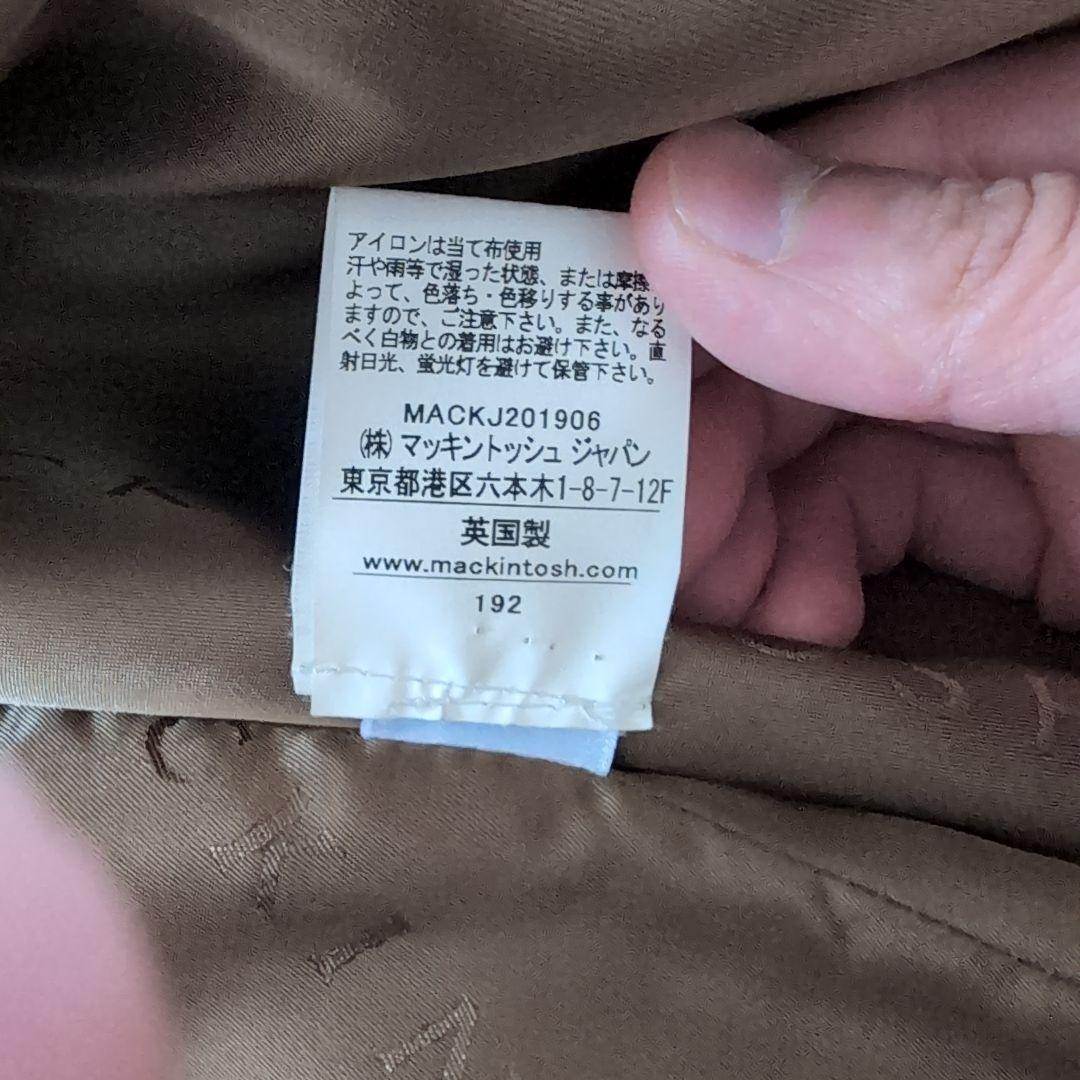 アイロンは当て布使用
汗や雨等で湿った状態、または摩擦
よって、色落ち・色移りする事があり
ますので、ご注意下さい。また、なる
べく白物との着用はお避け下さい。直
射日光、蛍光灯を避けて保管下さい。
MACKJ201906
㈱ マッキントッシュ ジャパン
東京都港区六本木1-8-7-12F
英国製
www.mackintosh.com
192